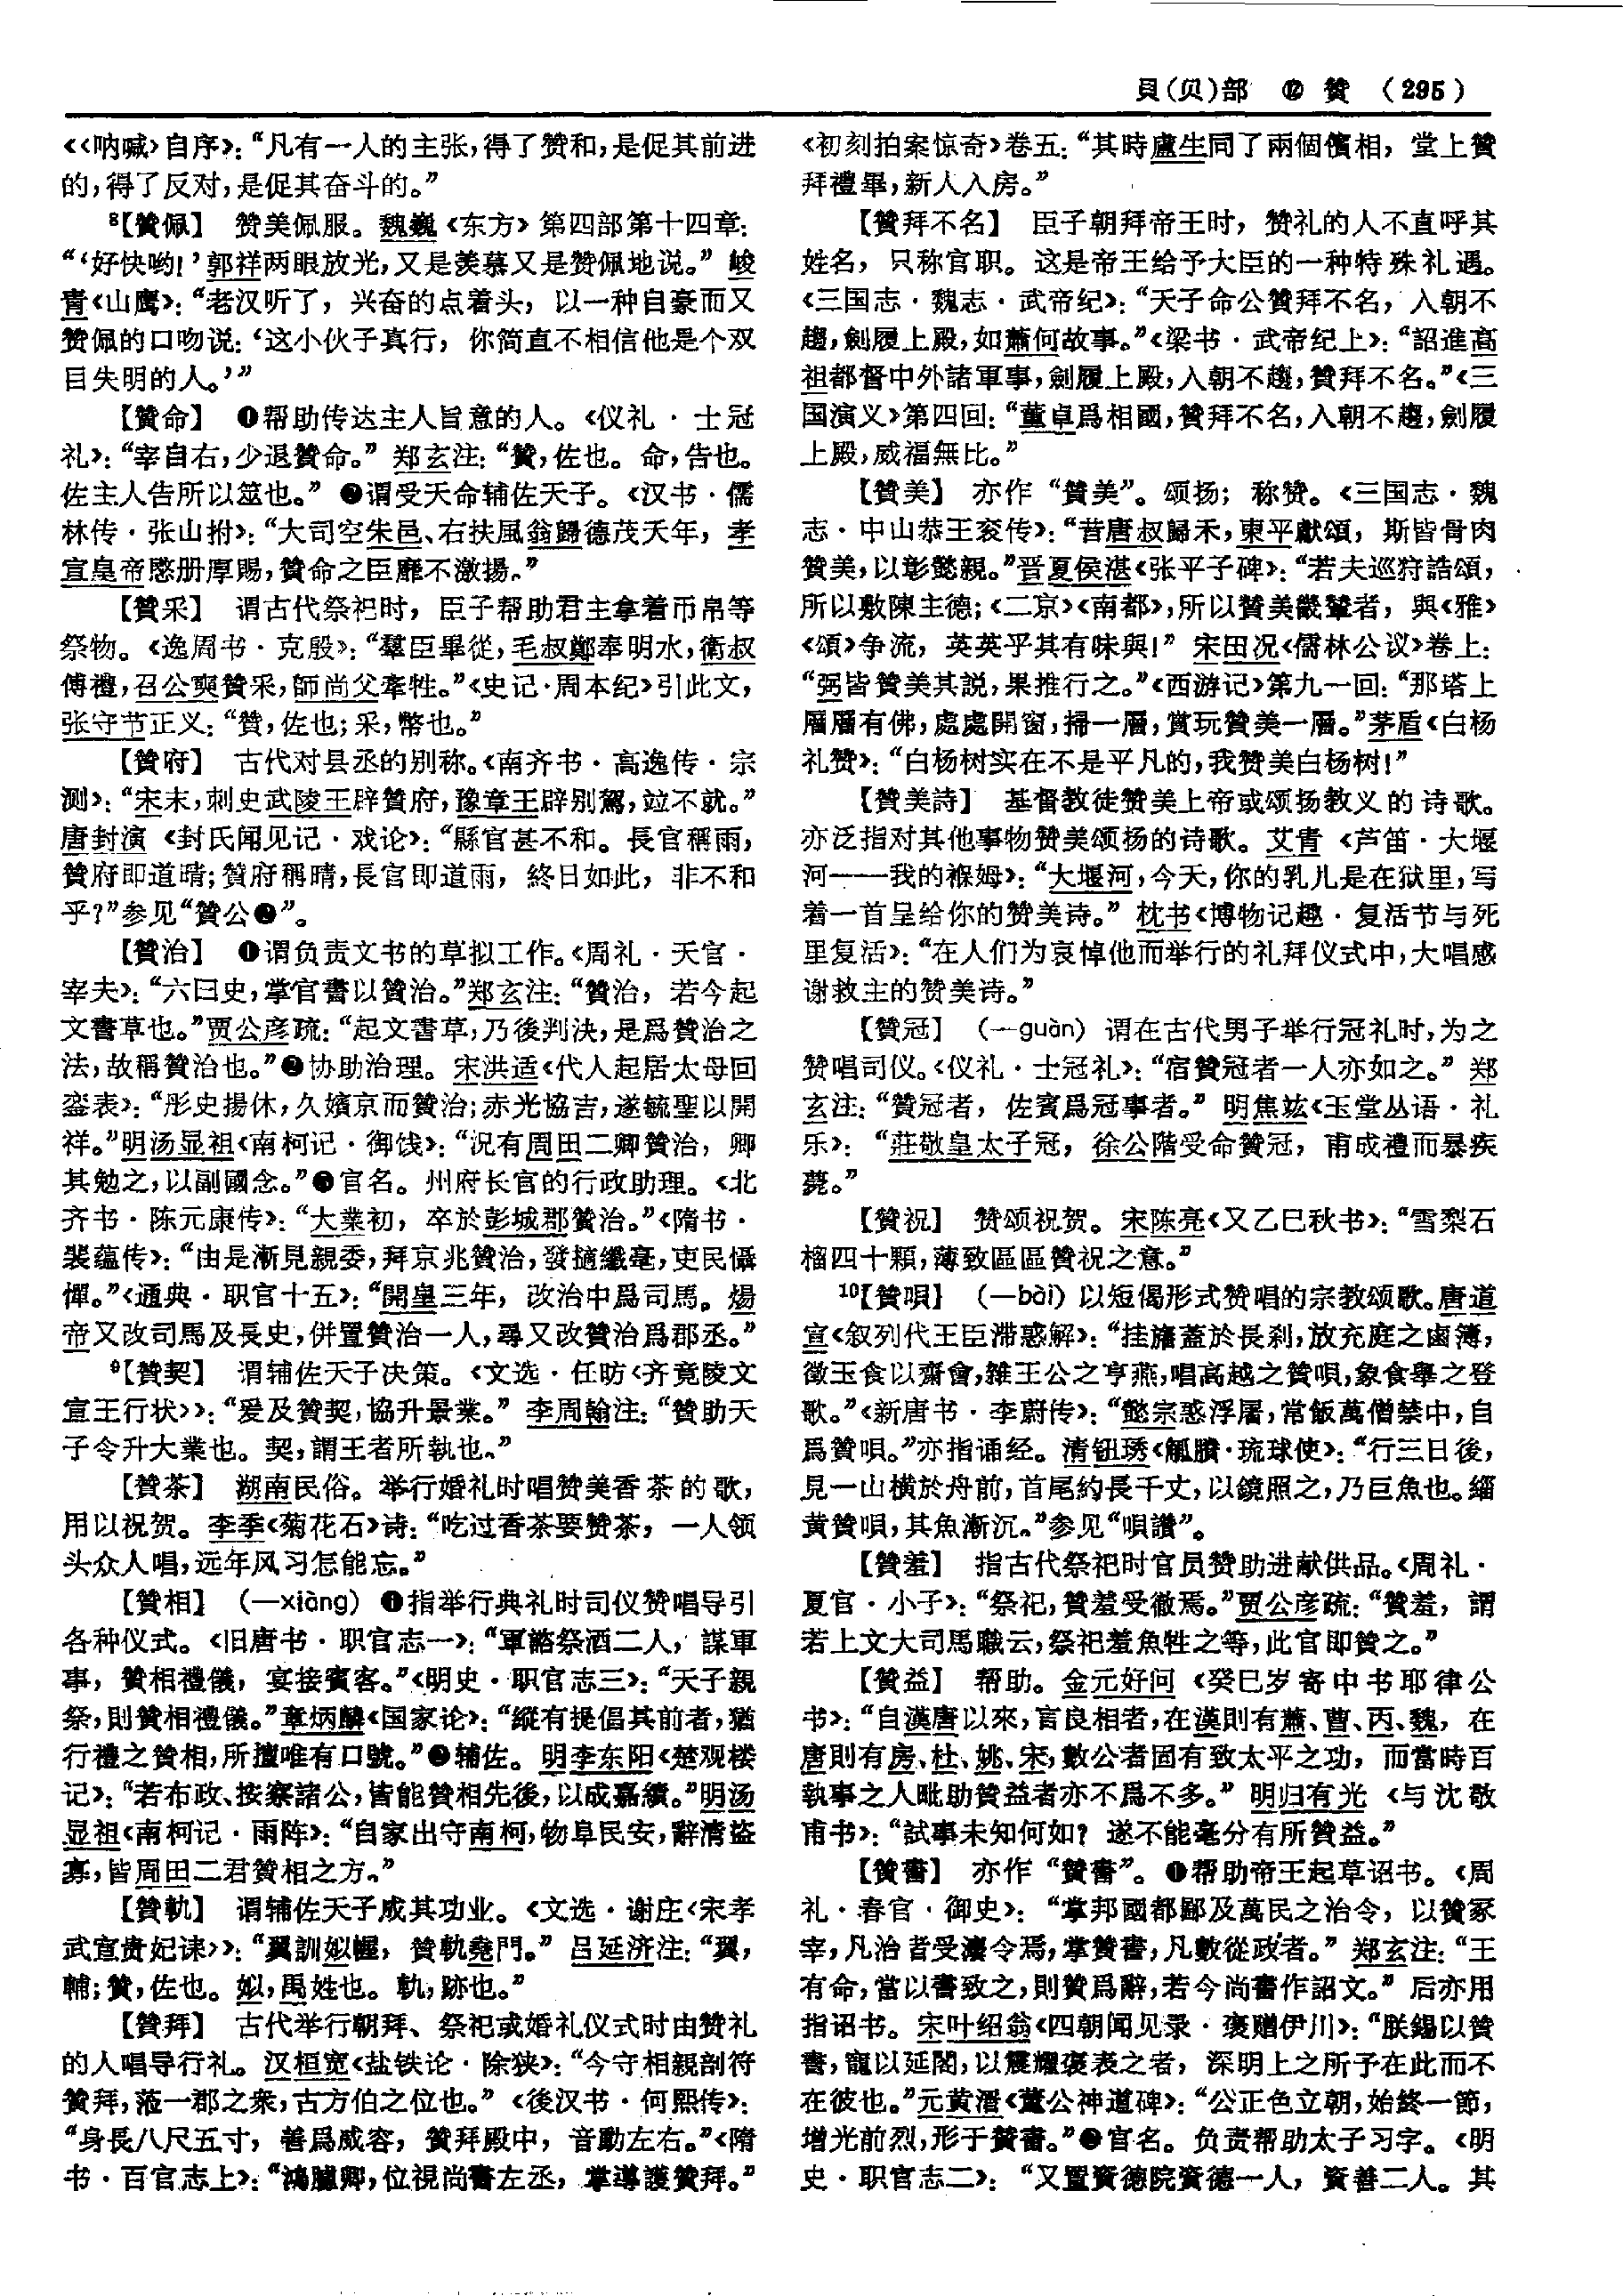 貝(贝)部 ⑫ 贊 (295)
《〈呐喊〉自序》：“凡有一人的主张，得了赞和，是促其前进
的，得了反对，是促其奋斗的。”
⁸【贊佩】 赞美佩服。魏巍《东方》第四部第十四章：
“‘好快哟！’郭祥两眼放光，又是羡慕又是赞佩地说。”峻
青《山鹰》：“老汉听了，兴奋的点着头，以一种自豪而又
赞佩的口吻说：‘这小伙子真行，你简直不相信他是个双
目失明的人。’”
【贊命】 ❶帮助传达主人旨意的人。《仪礼·士冠
礼》：“宰自右，少退贊命。”郑玄注：“贊，佐也。命，告也。
佐主人告所以筮也。”❷谓受天命辅佐天子。《汉书·儒
林传·张山拊》：“大司空朱邑、右扶風翁歸德茂夭年，孝
宣皇帝愍册厚賜，贊命之臣靡不激揚。”
【贊采】 谓古代祭祀时，臣子帮助君主拿着币帛等
祭物。《逸周书·克殷》：“羣臣畢從，毛叔鄭奉明水，衛叔
傅禮，召公奭贊采，師尚父牽牲。”《史记·周本纪》引此文，
张守节正义：“贊，佐也；采，幣也。”
【贊府】 古代对县丞的别称。《南齐书·高逸传·宗
测》：“宋末，刺史武陵王辟贊府，豫章王辟别駕，竝不就。”
唐封演《封氏闻见记·戏论》：“縣官甚不和。長官稱雨，
贊府即道晴；贊府稱晴，長官即道雨，終日如此，非不和
乎？”参见“贊公❷”。
【贊治】 ❶谓负责文书的草拟工作。《周礼·天官·
宰夫》：“六曰史，掌官書以贊治。”郑玄注：“贊治，若今起
文書草也。”贾公彦疏：“起文書草，乃後判決，是爲贊治之
法，故稱贊治也。”❷协助治理。宋洪适《代人起居太母回
銮表》：“彤史揚休，久嬪京而贊治；赤光協吉，遂毓聖以開
祥。”明汤显祖《南柯记·御饯》：“況有周田二卿贊治，卿
其勉之，以副國念。”❸官名。州府长官的行政助理。《北
齐书·陈元康传》：“大業初，卒於彭城郡贊治。”《隋书·
裴蕴传》：“由是漸見親委，拜京兆贊治，發擿纖毫，吏民懾
憚。”《通典·职官十五》：“開皇三年，改治中爲司馬。煬
帝又改司馬及長史，併置贊治一人，尋又改贊治爲郡丞。”
⁹【贊契】 谓辅佐天子决策。《文选·任昉〈齐竟陵文
宣王行状〉》：“爰及贊契，協升景業。”李周翰注：“贊助天
子令升大業也。契，謂王者所執也。”
【贊茶】 湖南民俗。举行婚礼时唱赞美香茶的歌，
用以祝贺。李季《菊花石》诗：“吃过香茶要赞茶，一人领
头众人唱，远年风习怎能忘。”
【贊相】 （—xiàng）❶指举行典礼时司仪赞唱导引
各种仪式。《旧唐书·职官志一》：“軍諮祭酒二人，謀軍
事，贊相禮儀，宴接賓客。”《明史·职官志三》：“天子親
祭，則贊相禮儀。”章炳麟《国家论》：“縱有提倡其前者，猶
行禮之贊相，所擅唯有口號。”❷辅佐。明李东阳《楚观楼
记》：“若布政、按察諸公，皆能贊相先後，以成嘉績。”明汤
显祖《南柯记·雨阵》：“自家出守南柯，物阜民安，辭清盜
寡，皆周田二君贊相之方。”
【贊軌】 谓辅佐天子成其功业。《文选·谢庄〈宋孝
武宣贵妃诔〉》：“翼訓姒幄，贊軌堯門。”吕延济注：“翼，
輔；贊，佐也。姒，禹姓也。軌，跡也。”
【贊拜】 古代举行朝拜、祭祀或婚礼仪式时由赞礼
的人唱导行礼。汉桓宽《盐铁论·除狭》：“今守相親剖符
贊拜，蒞一郡之衆，古方伯之位也。”《後汉书·何熙传》：
“身長八尺五寸，善爲威容，贊拜殿中，音動左右。”《隋
书·百官志上》：“鴻臚卿，位視尚書左丞，掌導護贊拜。”
《初刻拍案惊奇》卷五：“其時盧生同了兩個儐相，堂上贊
拜禮畢，新人入房。”
【贊拜不名】 臣子朝拜帝王时，赞礼的人不直呼其
姓名，只称官职。这是帝王给予大臣的一种特殊礼遇。
《三国志·魏志·武帝纪》：“天子命公贊拜不名，入朝不
趨，劍履上殿，如蕭何故事。”《梁书·武帝纪上》：“詔進高
祖都督中外諸軍事，劍履上殿，入朝不趨，贊拜不名。”《三
国演义》第四回：“董卓爲相國，贊拜不名，入朝不趨，劍履
上殿，威福無比。”
【贊美】 亦作“讚美”。颂扬；称赞。《三国志·魏
志·中山恭王衮传》：“昔唐叔歸禾，東平獻頌，斯皆骨肉
贊美，以彰懿親。”晋夏侯湛《张平子碑》：“若夫巡狩誥頌，
所以敷陳主德；《二京》《南都》，所以贊美畿輦者，與《雅》
《頌》争流，英英乎其有味與！”宋田况《儒林公议》卷上：
“弼皆贊美其説，果推行之。”《西游记》第九一回：“那塔上
層層有佛，處處開窗，掃一層，賞玩贊美一層。”茅盾《白杨
礼赞》：“白杨树实在不是平凡的，我赞美白杨树！”
【贊美詩】 基督教徒赞美上帝或颂扬教义的诗歌。
亦泛指对其他事物赞美颂扬的诗歌。艾青《芦笛·大堰
河——我的褓姆》：“大堰河，今天，你的乳儿是在狱里，写
着一首呈给你的赞美诗。”枕书《博物记趣·复活节与死
里复活》：“在人们为哀悼他而举行的礼拜仪式中，大唱感
谢救主的赞美诗。”
【贊冠】 （—guàn）谓在古代男子举行冠礼时，为之
赞唱司仪。《仪礼·士冠礼》：“宿贊冠者一人亦如之。”郑
玄注：“贊冠者，佐賓爲冠事者。”明焦竑《玉堂丛语·礼
乐》：“莊敬皇太子冠，徐公階受命贊冠，甫成禮而暴疾
薨。”
【贊祝】 赞颂祝贺。宋陈亮《又乙巳秋书》：“雪梨石
榴四十顆，薄致區區贊祝之意。”
¹⁰【贊唄】 （—bài）以短偈形式赞唱的宗教颂歌。唐道
宣《叙列代王臣滞惑解》：“挂旛蓋於長刹，放充庭之鹵簿，
徵玉食以齋會，雜王公之亨燕，唱高越之贊唄，象食舉之登
歌。”《新唐书·李蔚传》：“懿宗惑浮屠，常飯萬僧禁中，自
爲贊唄。”亦指诵经。清钮琇《觚賸·琉球使》：“行三日後，
見一山横於舟前，首尾約長千丈，以鏡照之，乃巨魚也。緇
黄贊唄，其魚漸沉。”参见“唄讚”。
【贊羞】 指古代祭祀时官员赞助进献供品。《周礼·
夏官·小子》：“祭祀，贊羞受徹焉。”贾公彦疏：“贊羞，謂
若上文大司馬職云，祭祀羞魚牲之等，此官即贊之。”
【贊益】 帮助。金元好问《癸巳岁寄中书耶律公
书》：“自漢唐以來，言良相者，在漢則有蕭、曹、丙、魏，在
唐則有房、杜、姚、宋，數公者固有致太平之功，而當時百
執事之人毗助贊益者亦不爲不多。”明归有光《与沈敬
甫书》：“試事未知何如？遂不能毫分有所贊益。”
【贊書】 亦作“讚書”。❶帮助帝王起草诏书。《周
礼·春官·御史》：“掌邦國都鄙及萬民之治令，以贊冢
宰，凡治者受灋令焉，掌贊書，凡數從政者。”郑玄注：“王
有命，當以書致之，則贊爲辭，若今尚書作詔文。”后亦用
指诏书。宋叶绍翁《四朝闻见录·褒赠伊川》：“朕錫以贊
書，寵以延閣，以震耀褒表之者，深明上之所予在此而不
在彼也。”元黄溍《董公神道碑》：“公正色立朝，始終一節，
增光前烈，形于贊書。”❷官名。负责帮助太子习字。《明
史·职官志二》：“又置資德院資德一人，資善二人。其